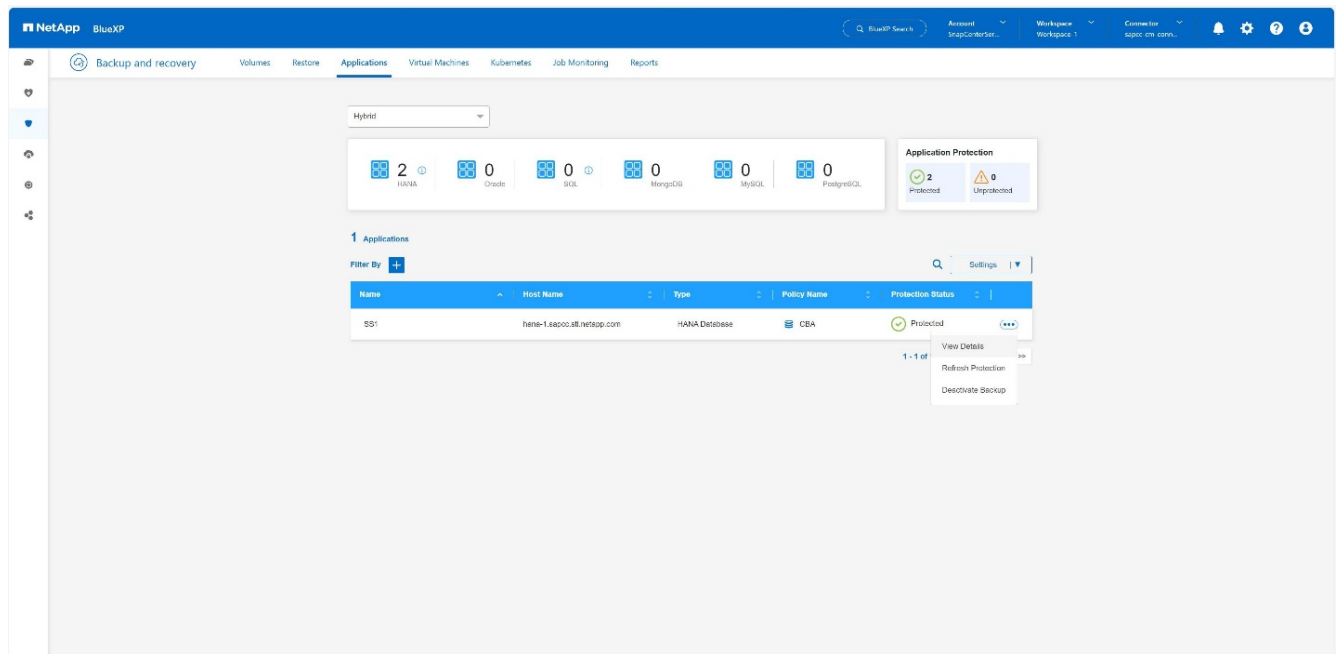 NetApp BlueXP BlueXP Search Account Workspace Connector
SnapCenterSer... Workspace-1 sapcc-cm-conn...
Backup and recovery Volumes Restore Applications Virtual Machines Kubernetes Job Monitoring Reports
Hybrid
Application Protection
2 0 0 0 0 0
HANA Oracle SQL MongoDB MySQL PostgreSQL
2 0
Protected Unprotected
1 Applications
Filter By + Settings
Name Host Name Type Policy Name Protection Status
SS1 hana-1.sapcc.stl.netapp.com HANA Database CBA Protected
View Details
1 - 1 of >>
Refresh Protection
Deactivate Backup